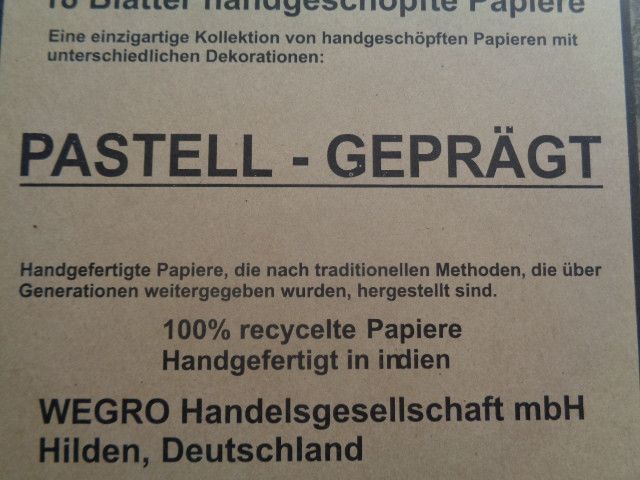 18 Blätter handgeschöpfte Papiere
Eine einzigartige Kollektion von handgeschöpften Papieren mit
unterschiedlichen Dekorationen:
PASTELL - GEPRÄGT
Handgefertigte Papiere, die nach traditionellen Methoden, die über
Generationen weitergegeben wurden, hergestellt sind.
100% recycelte Papiere
Handgefertigt in indien
WEGRO Handelsgesellschaft mbH
Hilden, Deutschland